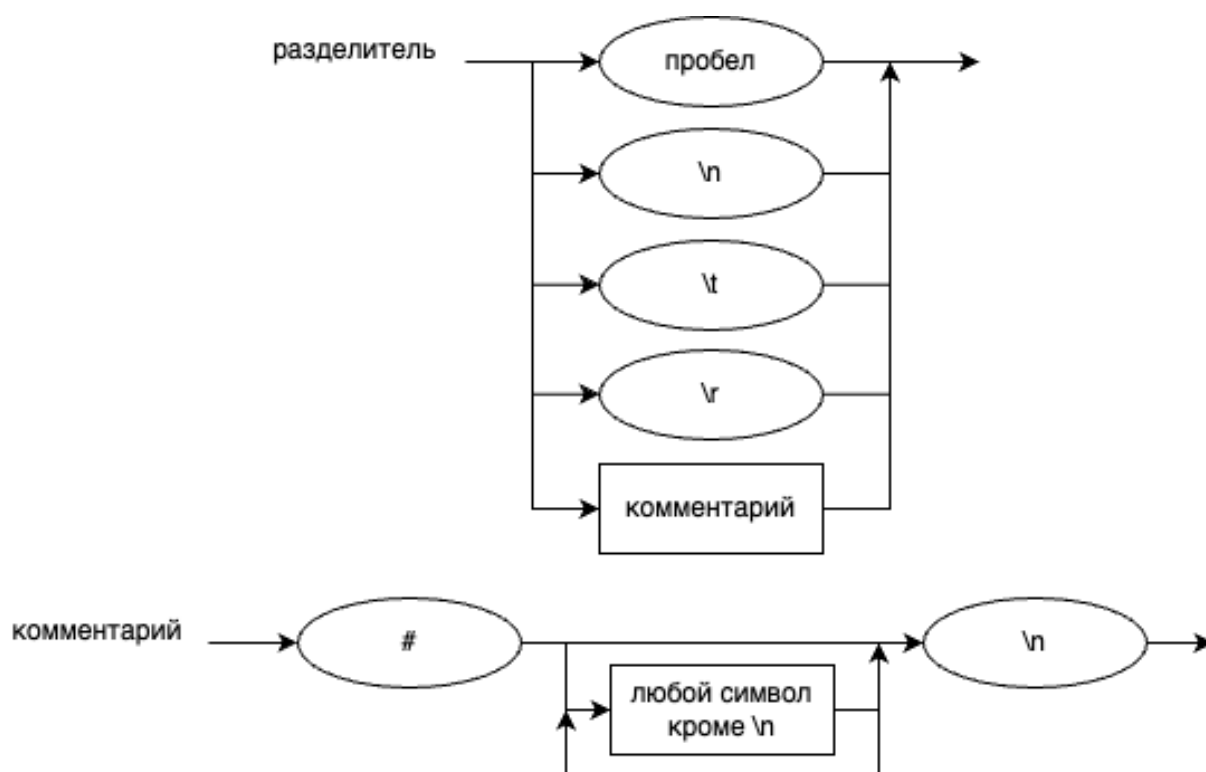 разделитель
пробел
\n
\t
\r
комментарий
комментарий
#
\n
любой символ
кроме \n